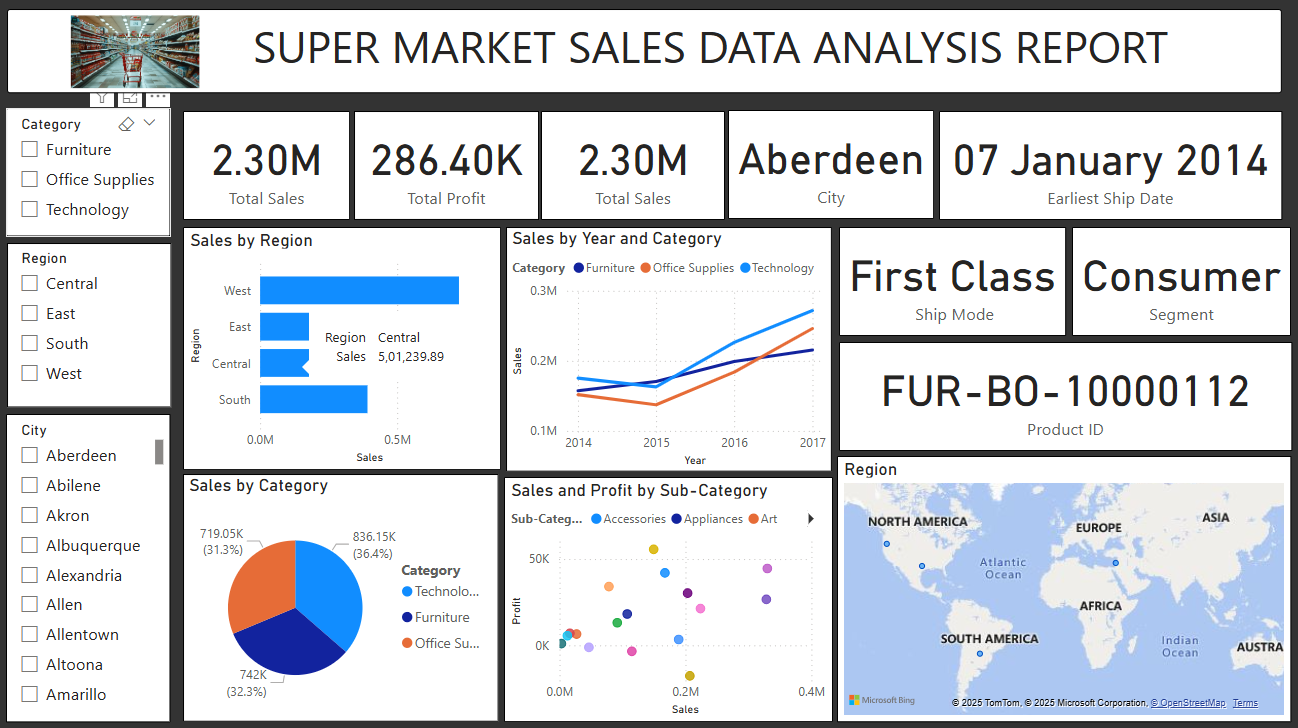 SUPER MARKET SALES DATA ANALYSIS REPORT
Category
Furniture
Office Supplies
Technology
Region
Central
East
South
West
City
Aberdeen
Abilene
Akron
Albuquerque
Alexandria
Allen
Allentown
Altoona
Amarillo
2.30M
Total Sales
286.40K
Total Profit
2.30M
Total Sales
Aberdeen
City
07 January 2014
Earliest Ship Date
Sales by Region
Region
West
East
Central
South
Region Central
Sales 5,01,239.89
0.0M 0.5M
Sales
Sales by Year and Category
Category Furniture Office Supplies Technology
Sales
0.3M
0.2M
0.1M
2014 2015 2016 2017
Year
First Class
Ship Mode
Consumer
Segment
FUR-BO-10000112
Product ID
Sales by Category
719.05K
(31.3%)
836.15K
(36.4%)
742K
(32.3%)
Category
Technolo...
Furniture
Office Su...
Sales and Profit by Sub-Category
Sub-Categ... Accessories Appliances Art
Profit
50K
0K
0.0M 0.2M 0.4M
Sales
Region
NORTH AMERICA
EUROPE
ASIA
Atlantic
Ocean
AFRICA
SOUTH AMERICA
Indian
Ocean
AUSTRA
Microsoft Bing
© 2025 TomTom, © 2025 Microsoft Corporation, © OpenStreetMap Terms